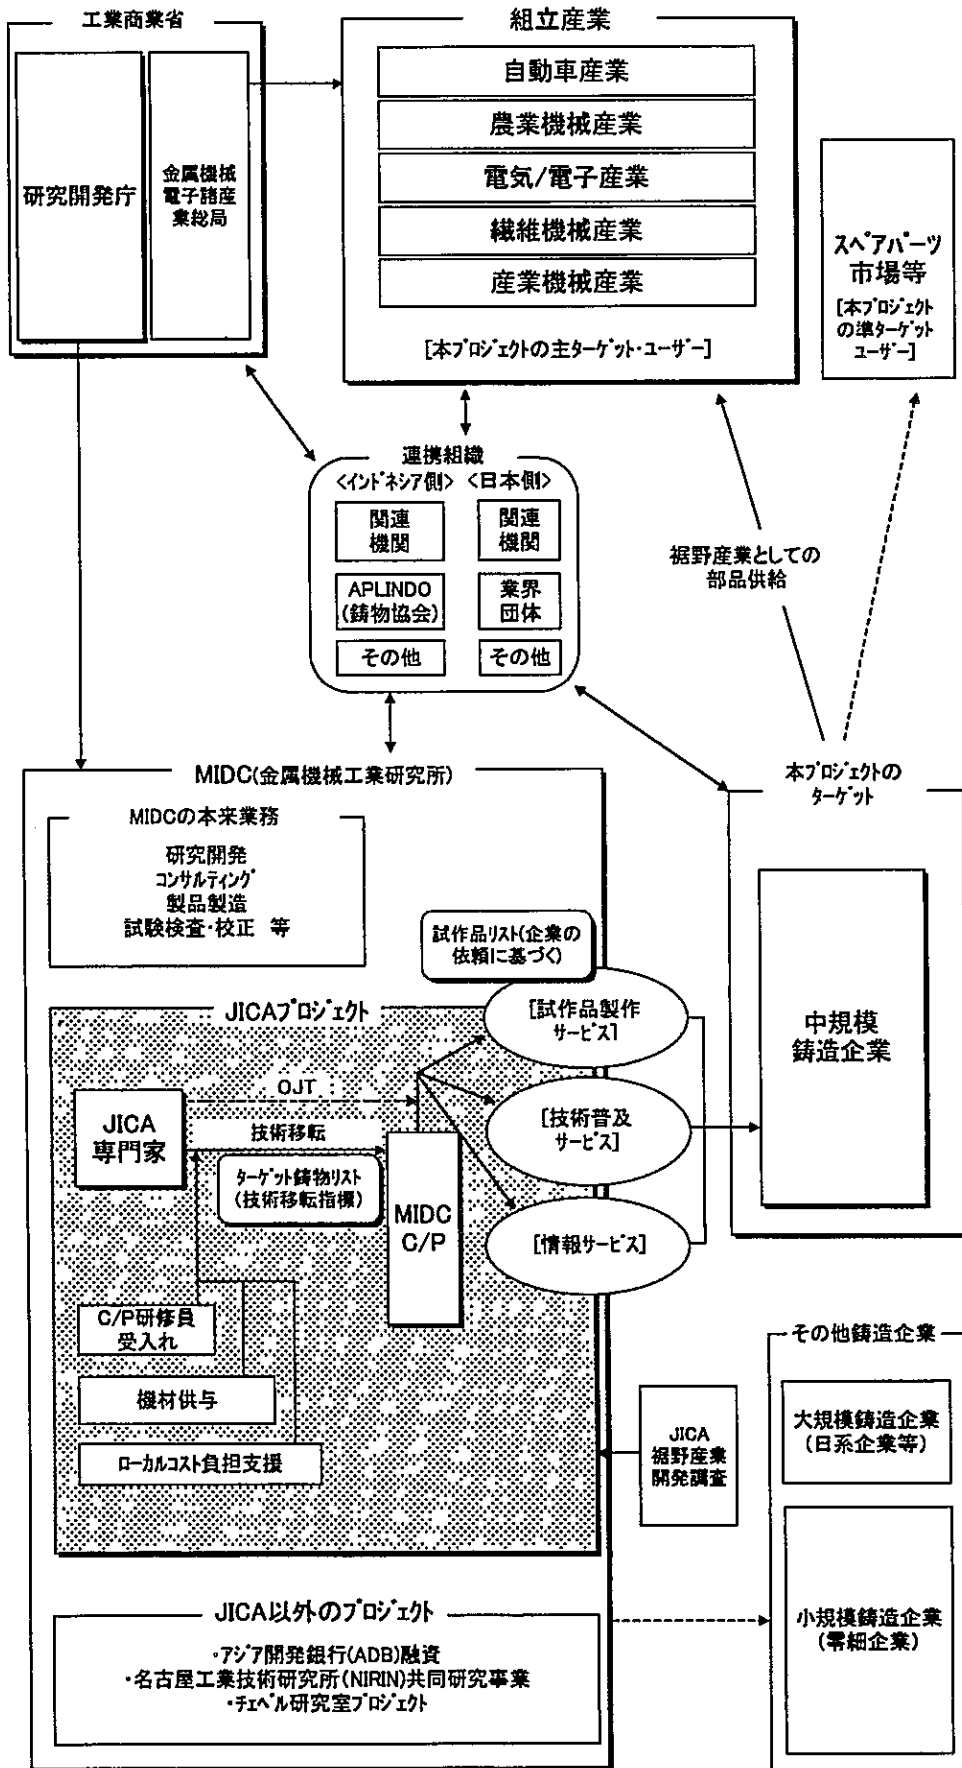 工業商業省
研究開発庁
金属機械
電子諸産
業総局
組立産業
自動車産業
農業機械産業
電気/電子産業
繊維機械産業
産業機械産業
[本プロジェクトの主ターゲット・ユーザー]
スペアパーツ
市場等
[本プロジェクト
の準ターゲット
ユーザー]
連携組織
<インドネシア側> <日本側>
関連
機関
関連
機関
APLINDO
(鋳物協会)
業界
団体
その他
その他
裾野産業としての
部品供給
MIDC(金属機械工業研究所)
MIDCの本来業務
研究開発
コンサルティング
製品製造
試験検査・校正 等
本プロジェクトの
ターゲット
中規模
鋳造企業
試作品リスト(企業の
依頼に基づく)
JICAプロジェクト
[試作品製作
サービス]
OJT
JICA
専門家
技術移転
ターゲット鋳物リスト
(技術移転指標)
MIDC
C/P
[技術普及
サービス]
[情報サービス]
C/P研修員
受入れ
機材供与
ローカルコスト負担支援
JICA
裾野産業
開発調査
その他鋳造企業
大規模鋳造企業
(日系企業等)
小規模鋳造企業
(零細企業)
JICA以外のプロジェクト
・アジア開発銀行(ADB)融資
・名古屋工業技術研究所(NIRIN)共同研究事業
・チェペル研究室プロジェクト